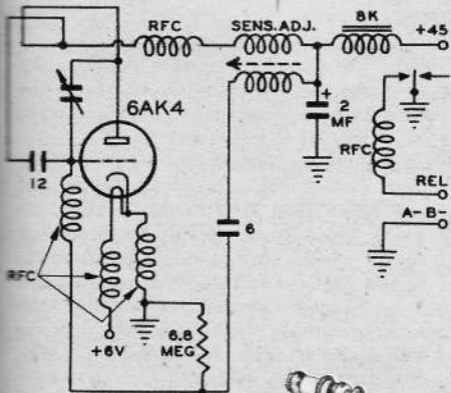 RFC
SENS. ADJ.
8K
+45
6AK4
+
2
MF
RFC
12
REL
A-B-
6
RFC
+6V
6.8
MEG